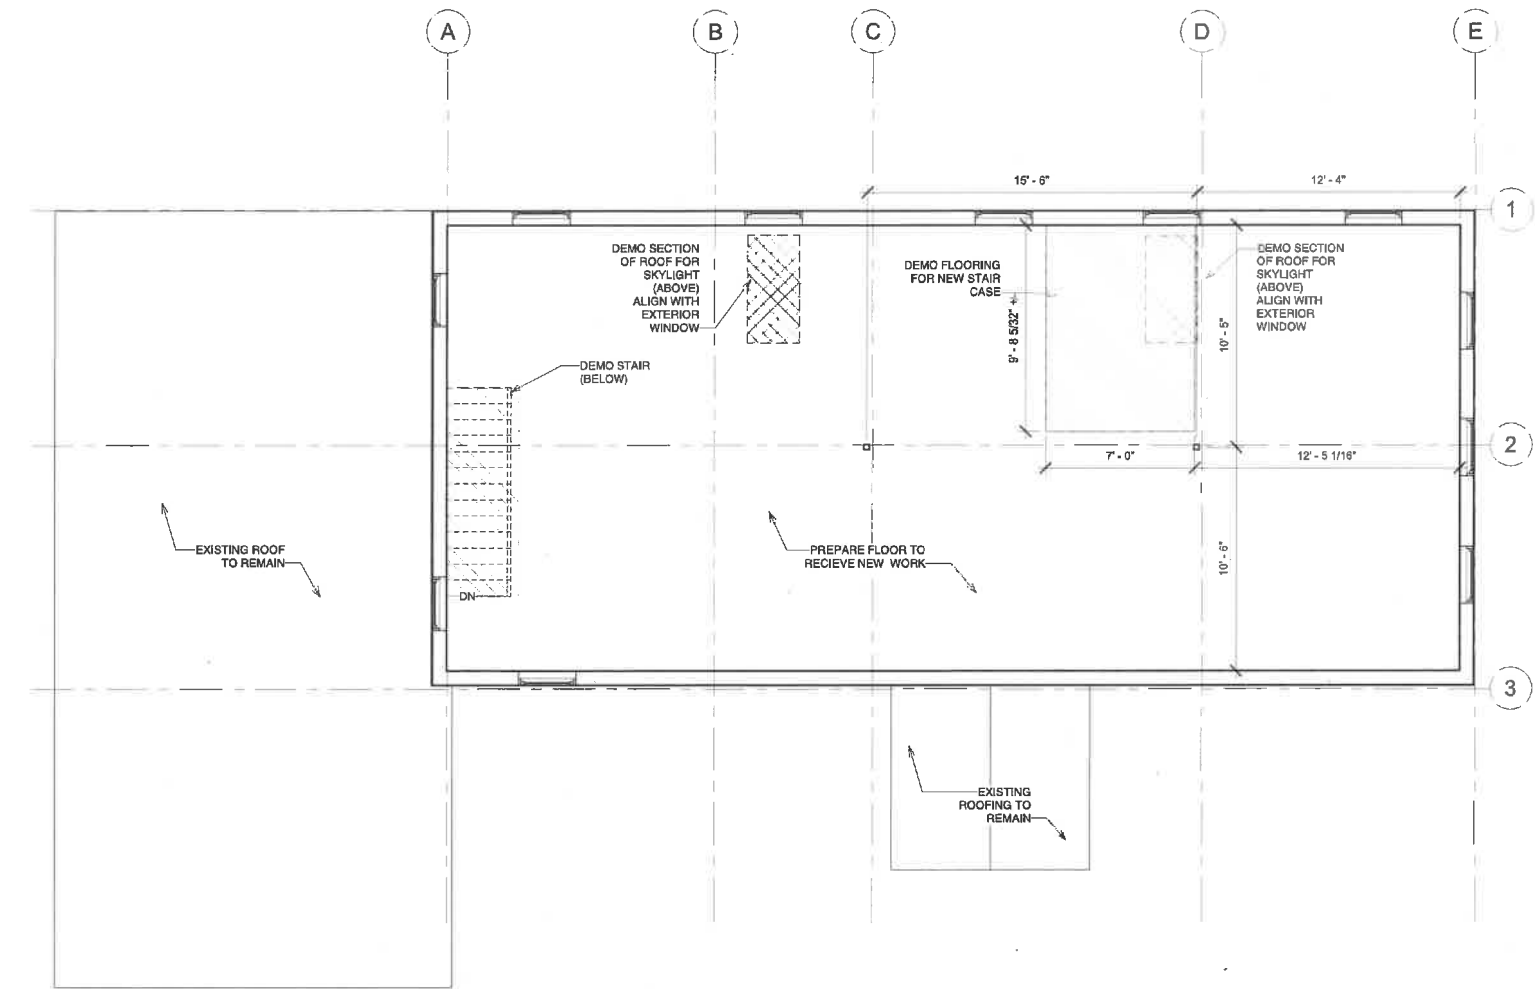 A
B
C
D
E
15' - 6"
12' - 4"
1
DEMO SECTION
OF ROOF FOR
SKYLIGHT
(ABOVE)
ALIGN WITH
EXTERIOR
WINDOW
DEMO FLOORING
FOR NEW STAIR
CASE
9' - 8 5/32" +
10' - 5"
DEMO SECTION
OF ROOF FOR
SKYLIGHT
(ABOVE)
ALIGN WITH
EXTERIOR
WINDOW
DEMO STAIR
(BELOW)
2
7' - 0"
12' - 5 1/16"
EXISTING ROOF
TO REMAIN
PREPARE FLOOR TO
RECIEVE NEW WORK
10' - 6"
DN
3
EXISTING
ROOFING TO
REMAIN